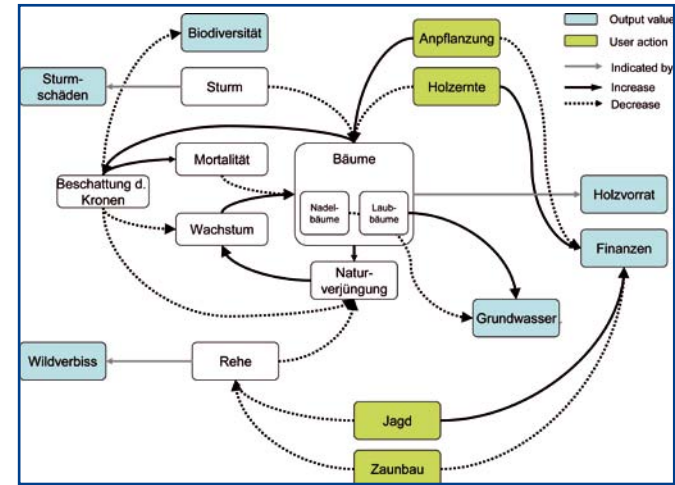 Biodiversität
Anpflanzung
Output value
User action
Indicated by
Increase
Decrease
Sturm-
schäden
Sturm
Holzernte
Mortalität
Bäume
Beschattung d.
Kronen
Nadel-
bäume
Laub-
bäume
Holzvorrat
Wachstum
Finanzen
Natur-
verjüngung
Grundwasser
Wildverbiss
Rehe
Jagd
Zaunbau